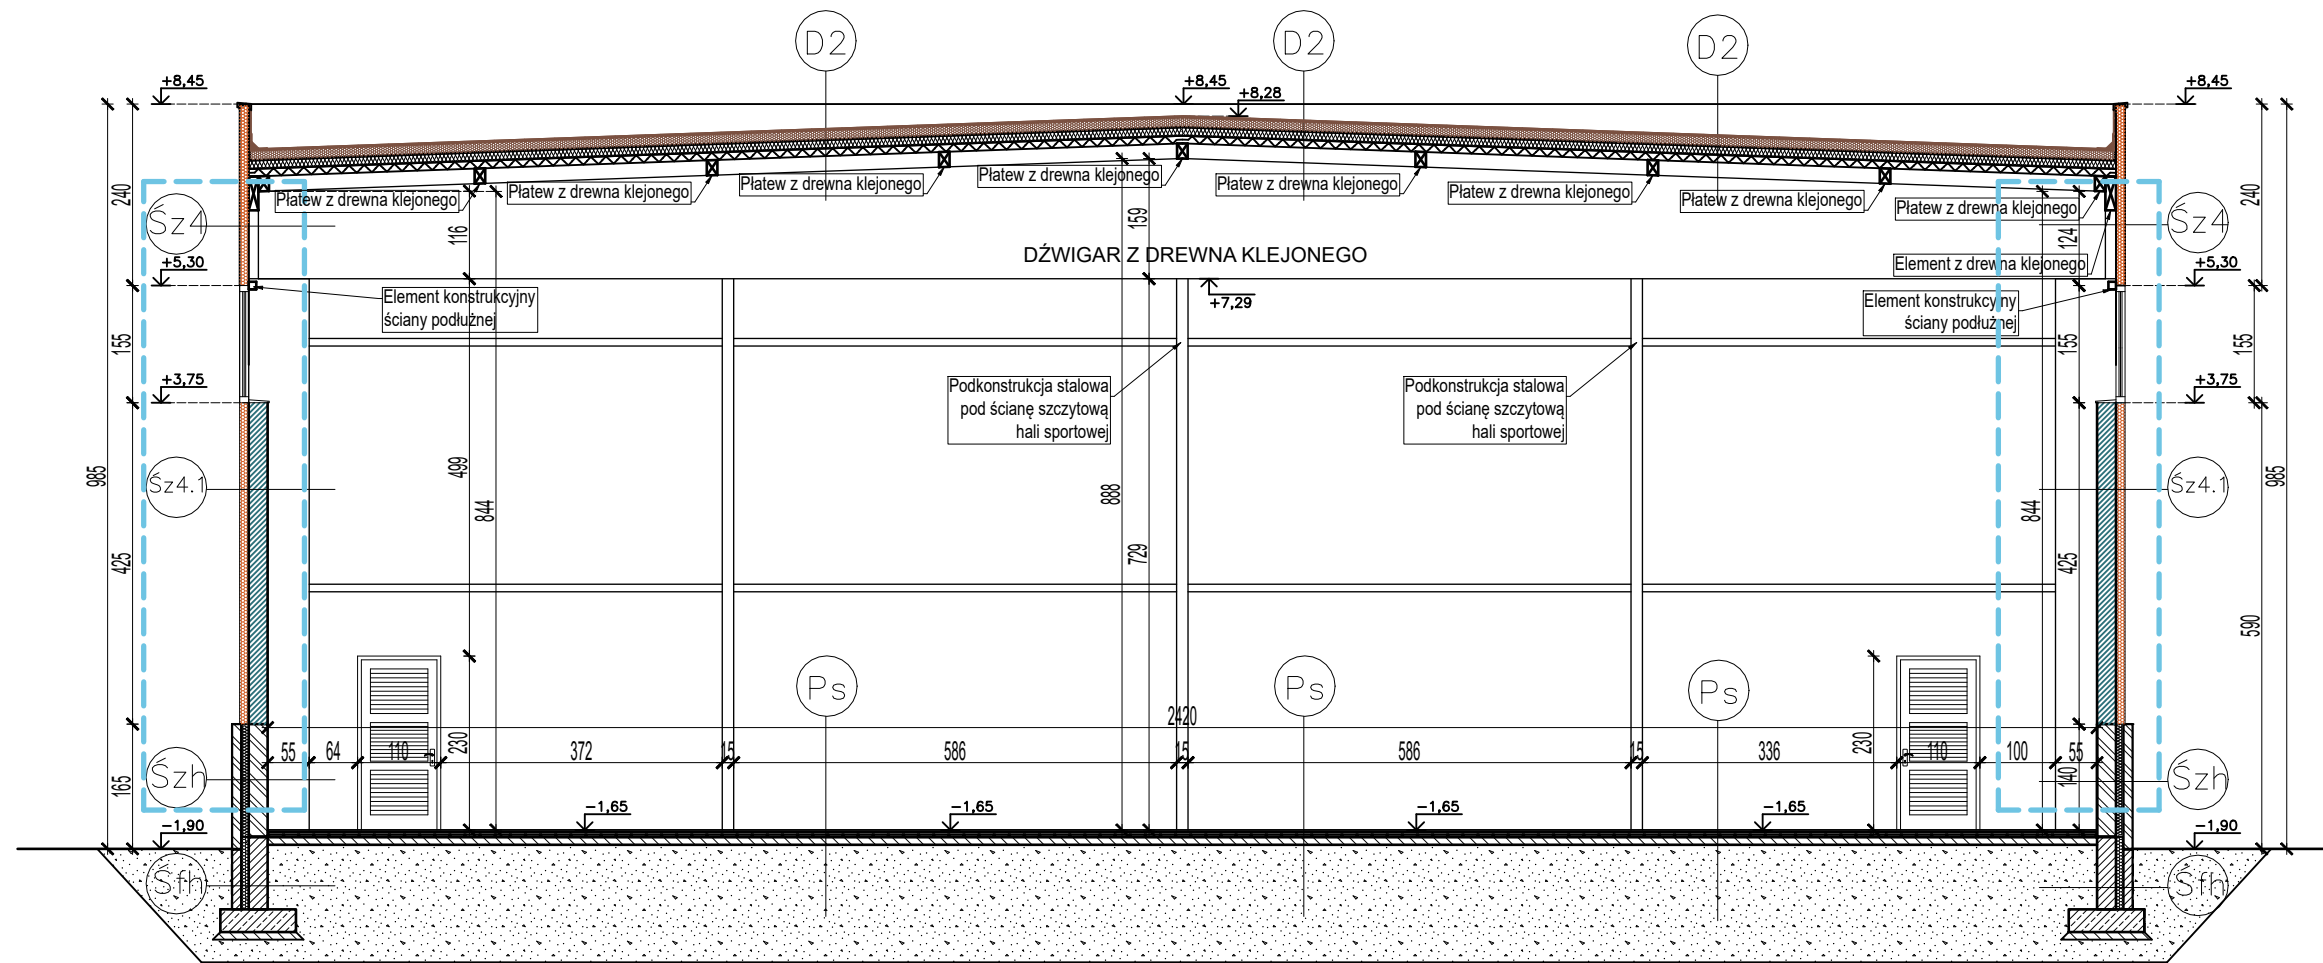 D2
D2
D2
+8,45
+8,45
+8,28
+8,45
Płatew z drewna klejonego
Płatew z drewna klejonego
Płatew z drewna klejonego
Płatew z drewna klejonego
Płatew z drewna klejonego
Płatew z drewna klejonego
Płatew z drewna klejonego
Płatew z drewna klejonego
240
Śz4
116
159
124
Śz4
240
DŹWIGAR Z DREWNA KLEJONEGO
+5,30
Element z drewna klejonego
+5,30
Element konstrukcyjny
ściany podłużnej
+7,29
Element konstrukcyjny
ściany podłużnej
155
155
155
+3,75
Podkonstrukcja stalowa
pod ścianę szczytową
hali sportowej
Podkonstrukcja stalowa
pod ścianę szczytową
hali sportowej
+3,75
985
Śz4.1
499
844
888
844
Śz4.1
985
425
729
425
590
Ps
Ps
Ps
2420
165
Śzh
55
64
110
230
372
15
586
15
586
15
336
230
110
100
140
55
Śzh
-1,65
-1,65
-1,65
-1,65
-1,90
-1,90
Śfh
Śfh